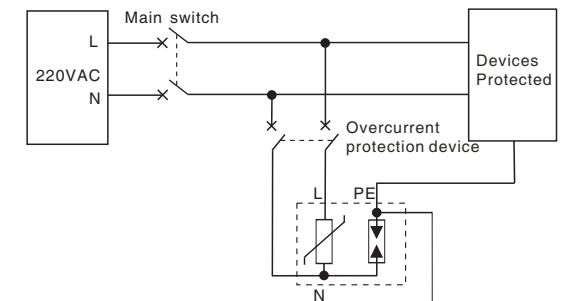 Main switch
L
220VAC
N
Devices
Protected
Overcurrent
protection device
L PE
N